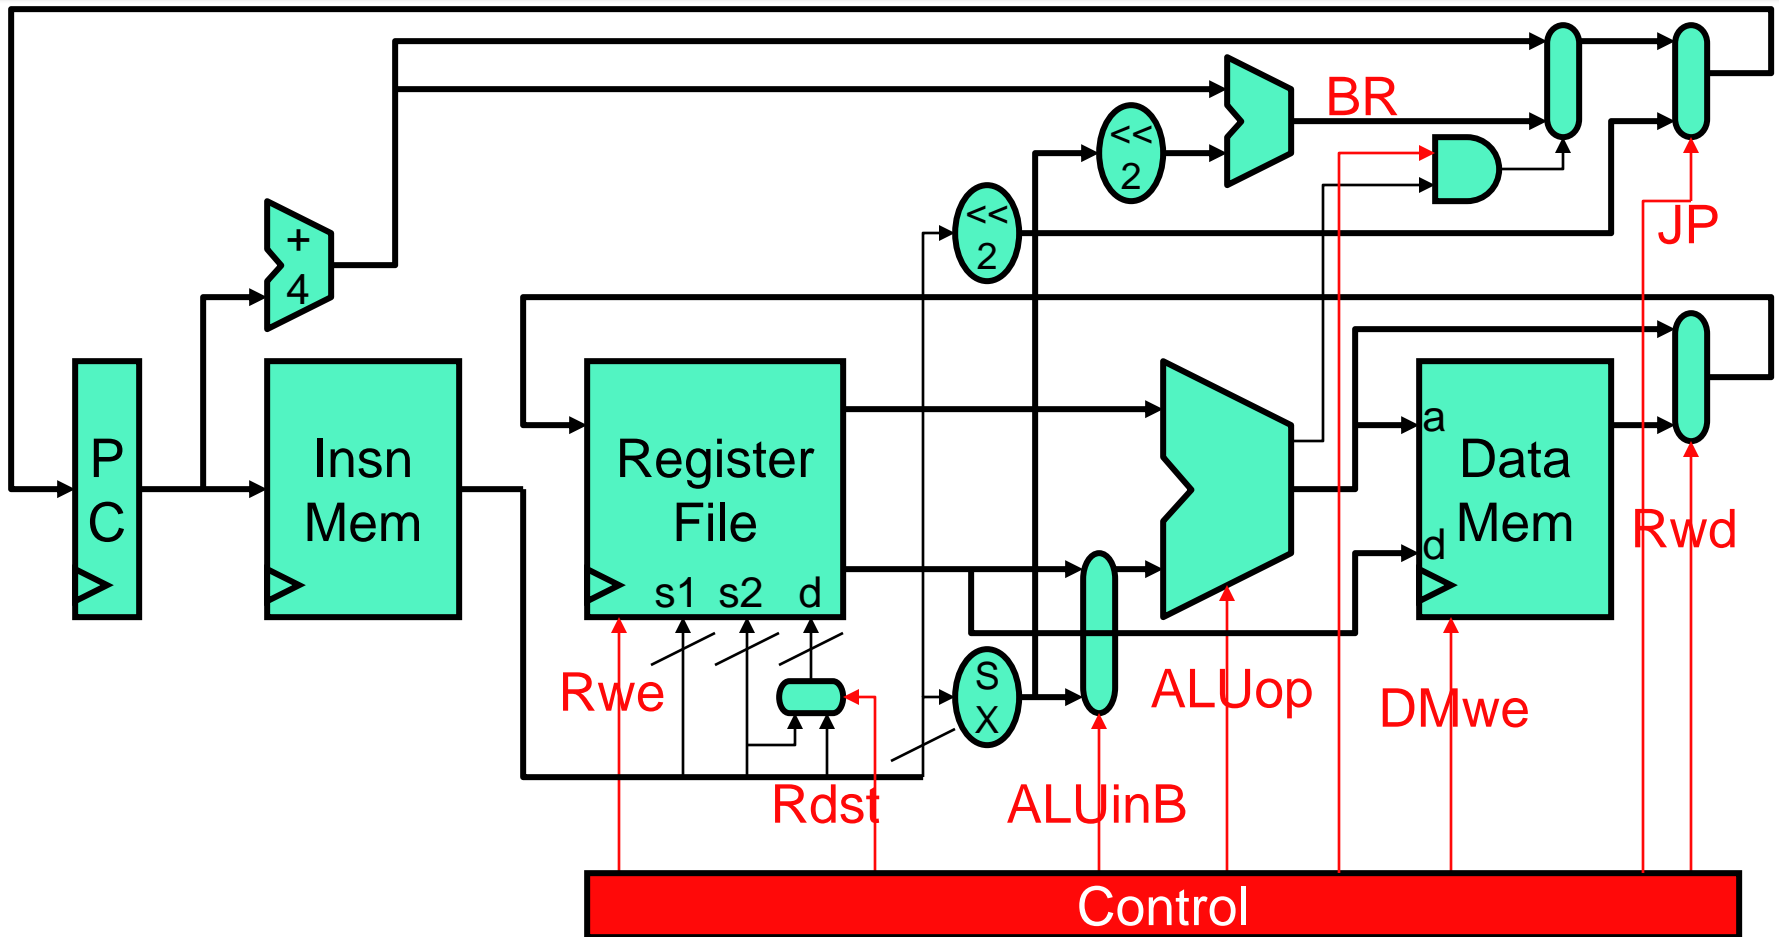 BR
<<
2
<<
2
JP
+
4
P
C
Insn
Mem
Register
File
s1 s2 d
a
d
Data
Mem
Rwd
S
X
Rwe
ALUop
DMwe
Rdst
ALUinB
Control